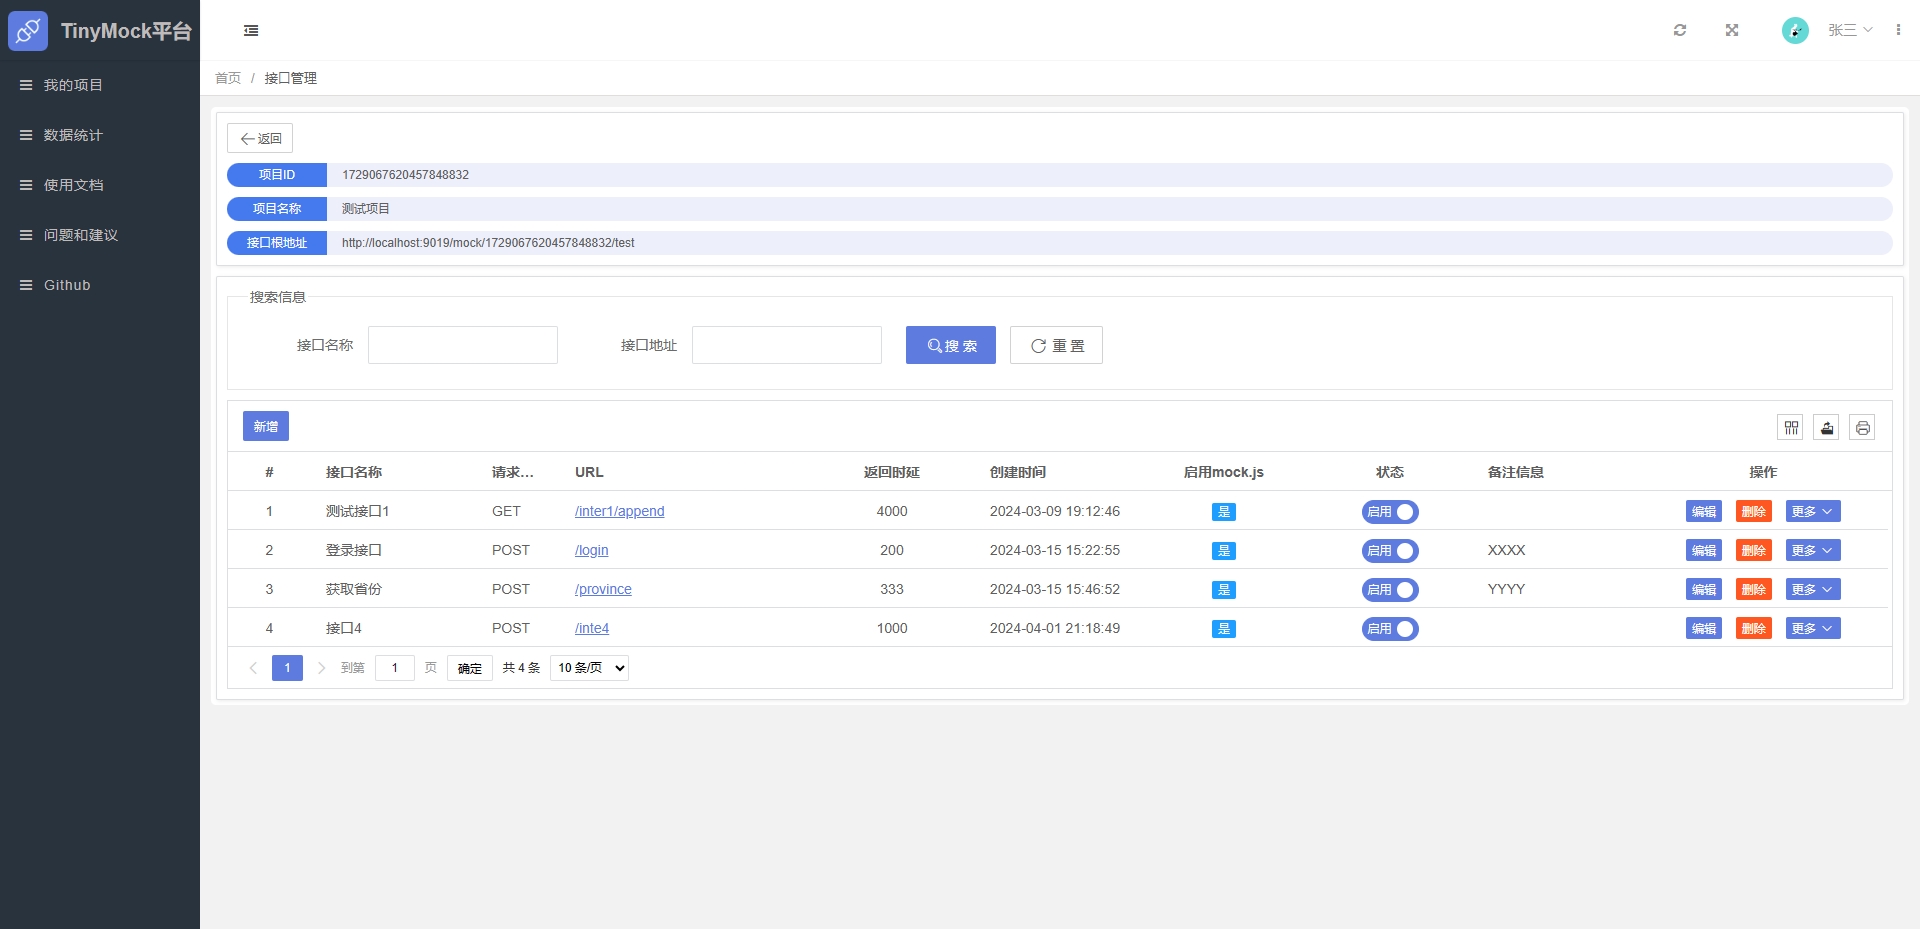 TinyMock平台
张三
我的项目
数据统计
使用文档
问题和建议
Github
首页 / 接口管理
返回
项目ID 1729067620457848832
项目名称 测试项目
接口根地址 http://localhost:9019/mock/1729067620457848832/test
搜索信息
接口名称 接口地址 搜 索 重 置
新增
# 接口名称 请求... URL 返回时延 创建时间 启用mock.js 状态 备注信息 操作
1 测试接口1 GET /inter1/append 4000 2024-03-09 19:12:46 是 启用 编辑 删除 更多
2 登录接口 POST /login 200 2024-03-15 15:22:55 是 启用 XXXX 编辑 删除 更多
3 获取省份 POST /province 333 2024-03-15 15:46:52 是 启用 YYYY 编辑 删除 更多
4 接口4 POST /inte4 1000 2024-04-01 21:18:49 是 启用 编辑 删除 更多
1 到第 1 页 确定 共 4 条 10 条/页